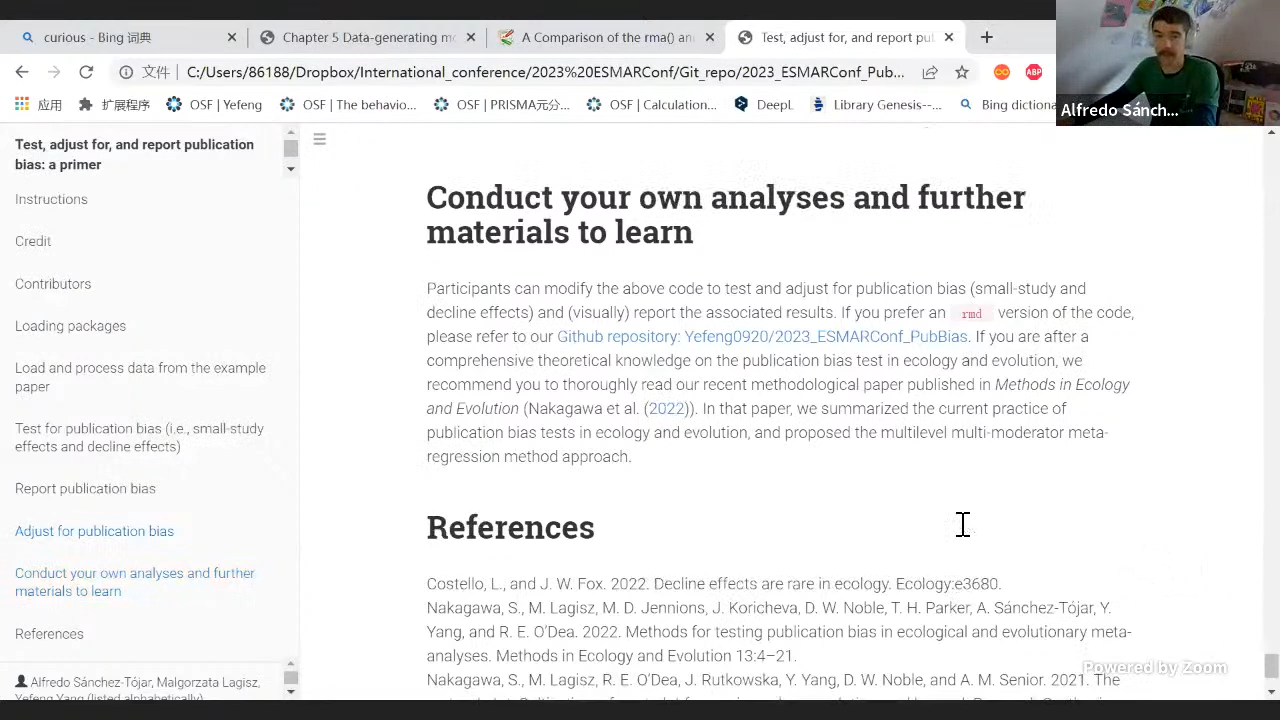 curious - Bing 词典
Chapter 5 Data-generating m
A Comparison of the rma() an
Test, adjust for, and report pu
文件
C:/Users/86188/dropbox/International_conference/2023%20ESMARConf/Git_repo/2023_ESMARConf_Pub...
ABP
Alfredo Sánch...
应用
扩展程序
OSF | Yefeng
OSF | The behavio...
OSF | PRISMA元分...
OSF | Calculation...
DeepL
Library Genesis--...
Bing dictiona
Test, adjust for, and report publication
bias: a primer
Instructions
Credit
Contributors
Loading packages
Load and process data from the example
paper
Test for publication bias (i.e., small-study
effects and decline effects)
Report publication bias
Adjust for publication bias
Conduct your own analyses and further
materials to learn
References
Alfredo Sánchez-Tójar, Malgorzata Lagisz,
Yefeng Yang (listed alphabetically)
Conduct your own analyses and further
materials to learn
Participants can modify the above code to test and adjust for publication bias (small-study and
decline effects) and (visually) report the associated results. If you prefer an rmd version of the code,
please refer to our Github repository: Yefeng0920/2023_ESMARConf_PubBias. If you are after a
comprehensive theoretical knowledge on the publication bias test in ecology and evolution, we
recommend you to thoroughly read our recent methodological paper published in Methods in Ecology
and Evolution (Nakagawa et al. (2022)). In that paper, we summarized the current practice of
publication bias tests in ecology and evolution, and proposed the multilevel multi-moderator meta-
regression method approach.
References
Costello, L., and J. W. Fox. 2022. Decline effects are rare in ecology. Ecology:e3680.
Nakagawa, S., M. Lagisz, M. D. Jennions, J. Koricheva, D. W. Noble, T. H. Parker, A. Sánchez-Tójar, Y.
Yang, and R. E. O'Dea. 2022. Methods for testing publication bias in ecological and evolutionary meta-
analyses. Methods in Ecology and Evolution 13:4–21.
Nakagawa, S., M. Lagisz, R. E. O'Dea, J. Rutkowska, Y. Yang, D. W. Noble, and A. M. Senior. 2021. The
Powered by Zoom